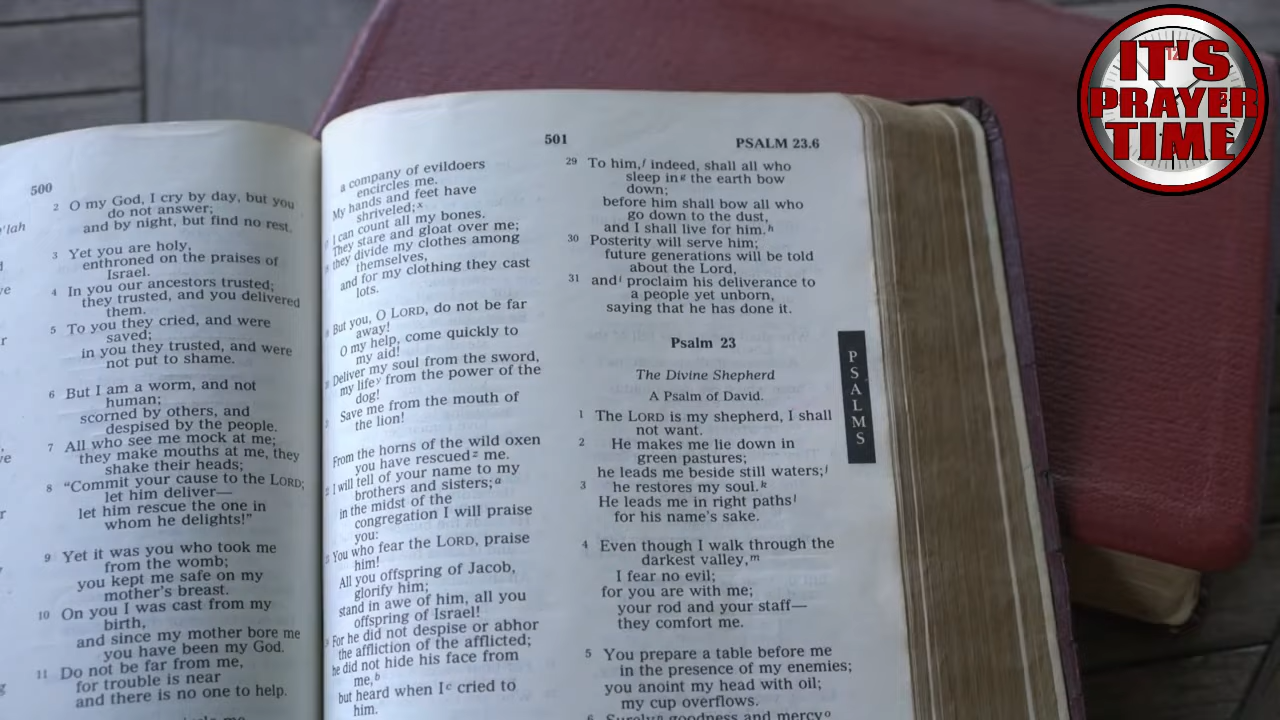 500
2 O my God, I cry by day, but you
do not answer;
and by night, but find no rest.
3 Yet you are holy,
enthroned on the praises of
Israel.
4 In you our ancestors trusted;
they trusted, and you delivered
them.
5 To you they cried, and were
saved;
in you they trusted, and were
not put to shame.
6 But I am a worm, and not
human;
scorned by others, and
despised by the people.
7 All who see me mock at me;
they make mouths at me, they
shake their heads;
8 “Commit your cause to the LORD;
let him deliver—
let him rescue the one in
whom he delights!”
9 Yet it was you who took me
from the womb;
you kept me safe on my
mother's breast.
10 On you I was cast from my
birth,
and since my mother bore me
you have been my God.
11 Do not be far from me,
for trouble is near
and there is no one to help.
501
PSALM 23.6
a company of evildoers
encircles me.
My hands and feet have
shriveled;x
I can count all my bones.
They stare and gloat over me;
they divide my clothes among
themselves,
and for my clothing they cast
lots.
But you, O LORD, do not be far
away!
O my help, come quickly to
my aid!
Deliver my soul from the sword,
my lifey from the power of the
dog!
Save me from the mouth of
the lion!
From the horns of the wild oxen
you have rescuedz me.
I will tell of your name to my
brothers and sisters;a
in the midst of the
congregation I will praise
you:
You who fear the LORD, praise
him!
All you offspring of Jacob,
glorify him;
stand in awe of him, all you
offspring of Israel!
For he did not despise or abhor
the affliction of the afflicted;
he did not hide his face from
me,b
but heard when Ic cried to
him.
29 To him,f indeed, shall all who
sleep ing the earth bow
down;
before him shall bow all who
go down to the dust,
and I shall live for him.h
30 Posterity will serve him;
future generations will be told
about the Lord,
31 andi proclaim his deliverance to
a people yet unborn,
saying that he has done it.
Psalm 23
The Divine Shepherd
A Psalm of David.
1 The LORD is my shepherd, I shall
not want.
2 He makes me lie down in
green pastures;
he leads me beside still waters;j
3 he restores my soul.k
He leads me in right pathsl
for his name's sake.
4 Even though I walk through the
darkest valley,m
I fear no evil;
for you are with me;
your rod and your staff—
they comfort me.
5 You prepare a table before me
in the presence of my enemies;
you anoint my head with oil;
my cup overflows.
6 Surelyn goodness and mercyo
PSALMS
IT'S
PRAYER
TIME